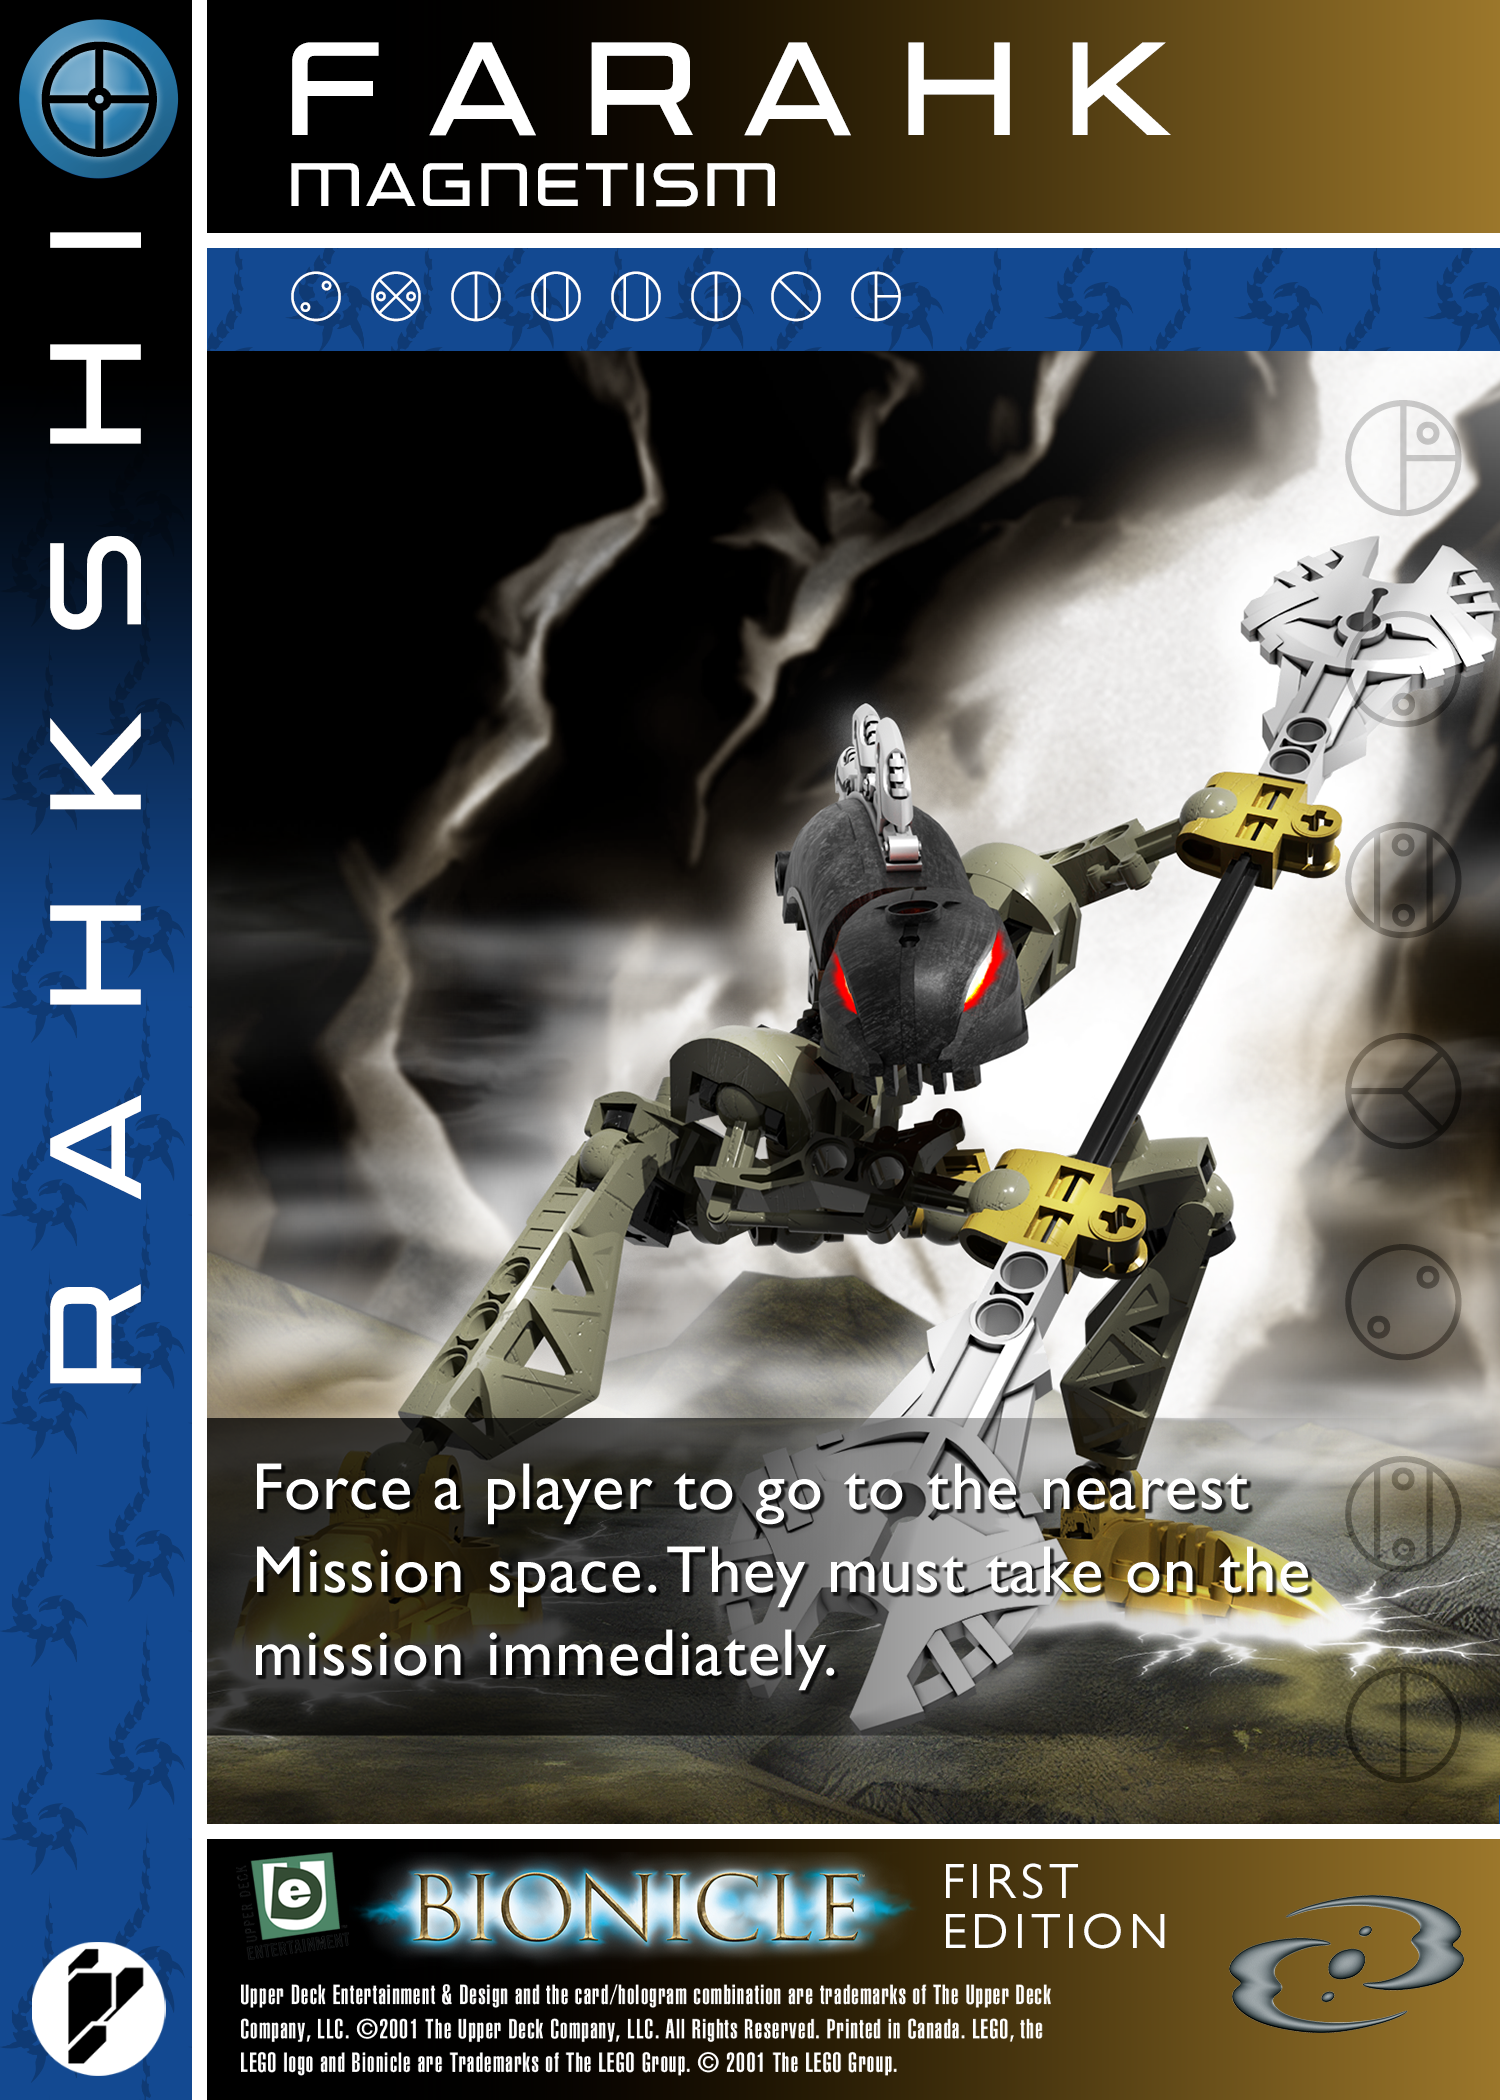 FARAHK
MAGNETISM
RAHKSHI
Force a player to go to the nearest
Mission space. They must take on the
mission immediately.
UPPER DECK
ENTERTAINMENT
e
BIONICLE
FIRST
EDITION
Upper Deck Entertainment & Design and the card/hologram combination are trademarks of The Upper Deck
Company, LLC. ©2001 The Upper Deck Company, LLC. All Rights Reserved. Printed in Canada. LEGO, the
LEGO logo and Bionicle are Trademarks of The LEGO Group. © 2001 The LEGO Group.